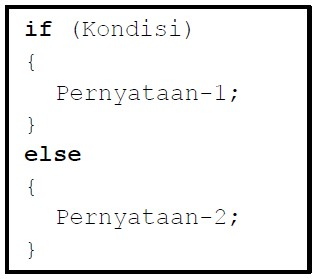 if (Kondisi)
{
Pernyataan-1;
}
else
{
Pernyataan-2;
}